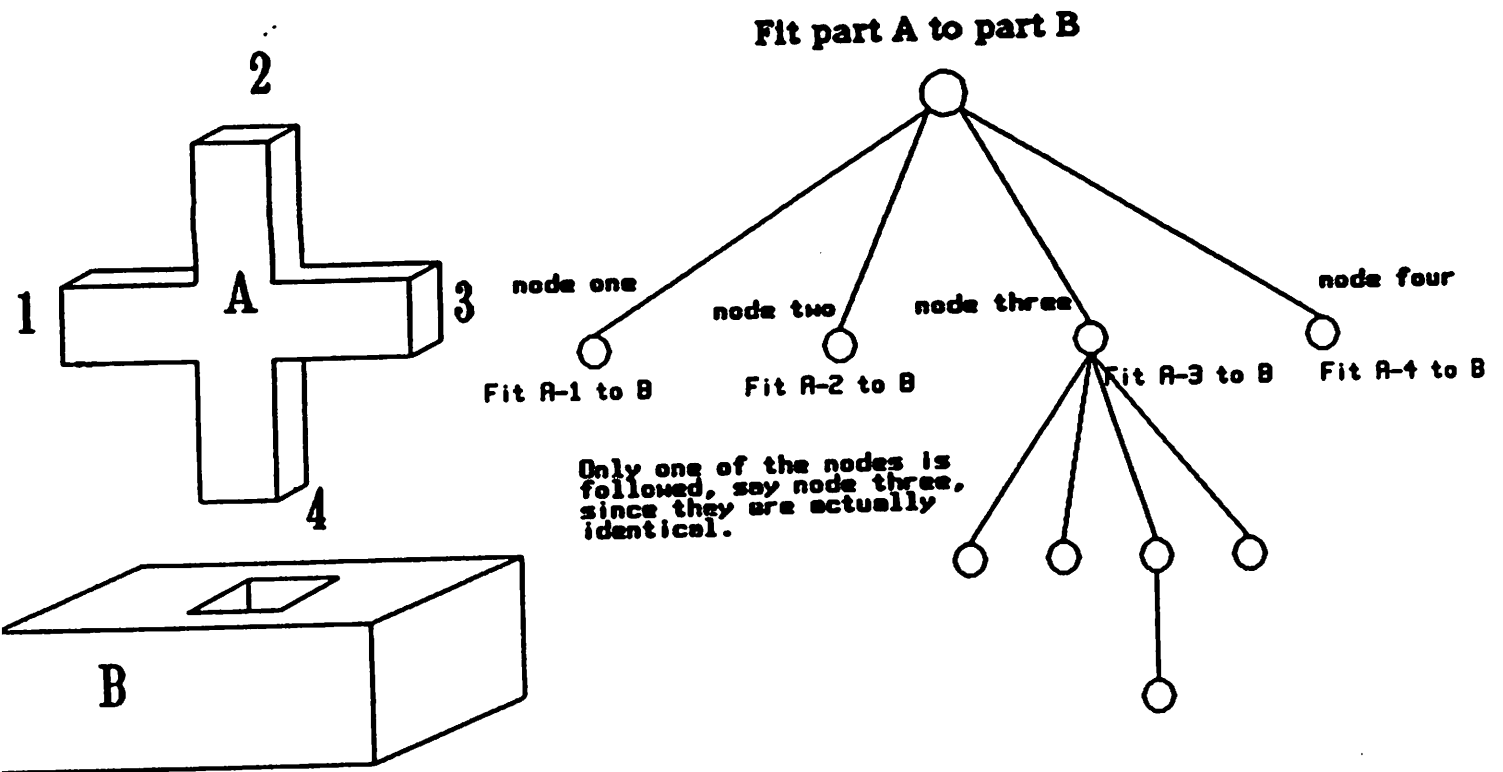 Fit part A to part B
2
A
1
3
4
B
node one
node two
node three
node four
Fit A-1 to B
Fit A-2 to B
Fit A-3 to B
Fit A-4 to B
Only one of the nodes is
followed, say node three,
since they are actually
identical.